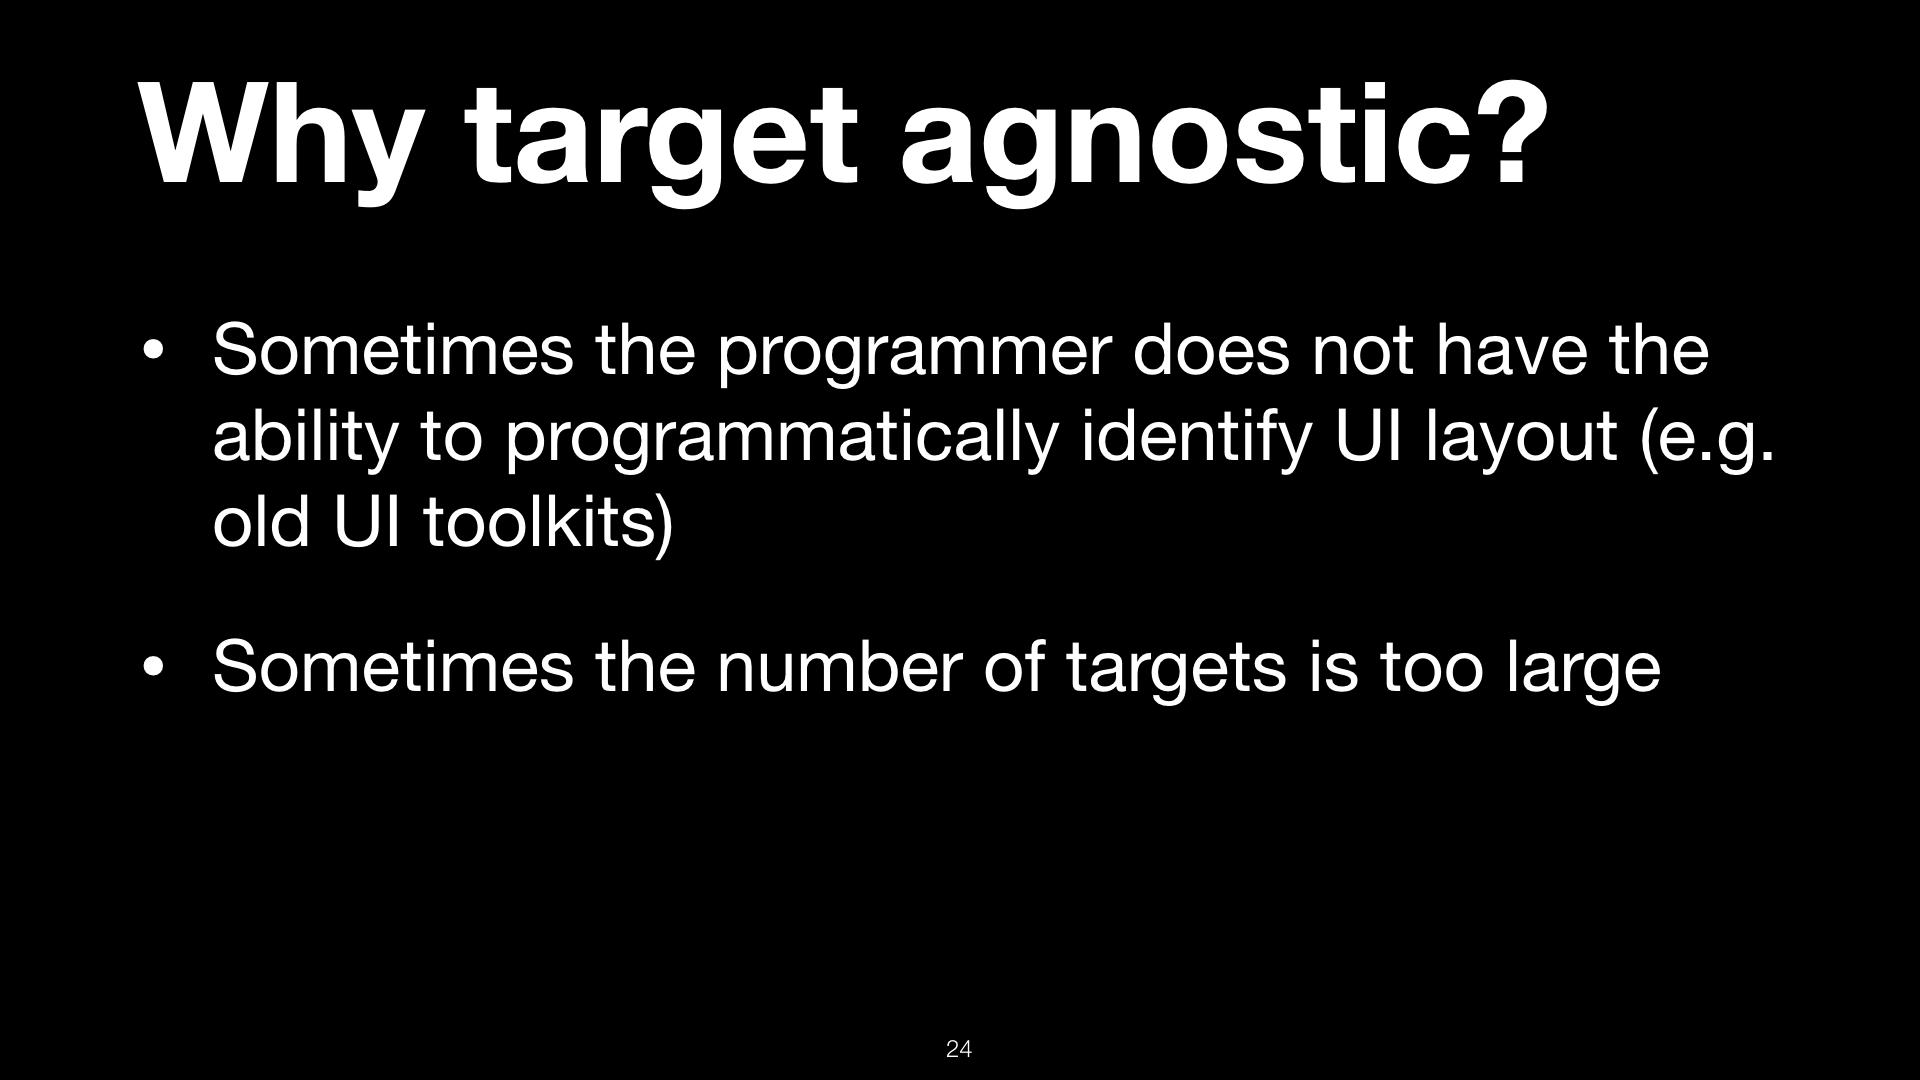 Why target agnostic?
• Sometimes the programmer does not have the
ability to programmatically identify UI layout (e.g.
old UI toolkits)
• Sometimes the number of targets is too large
24